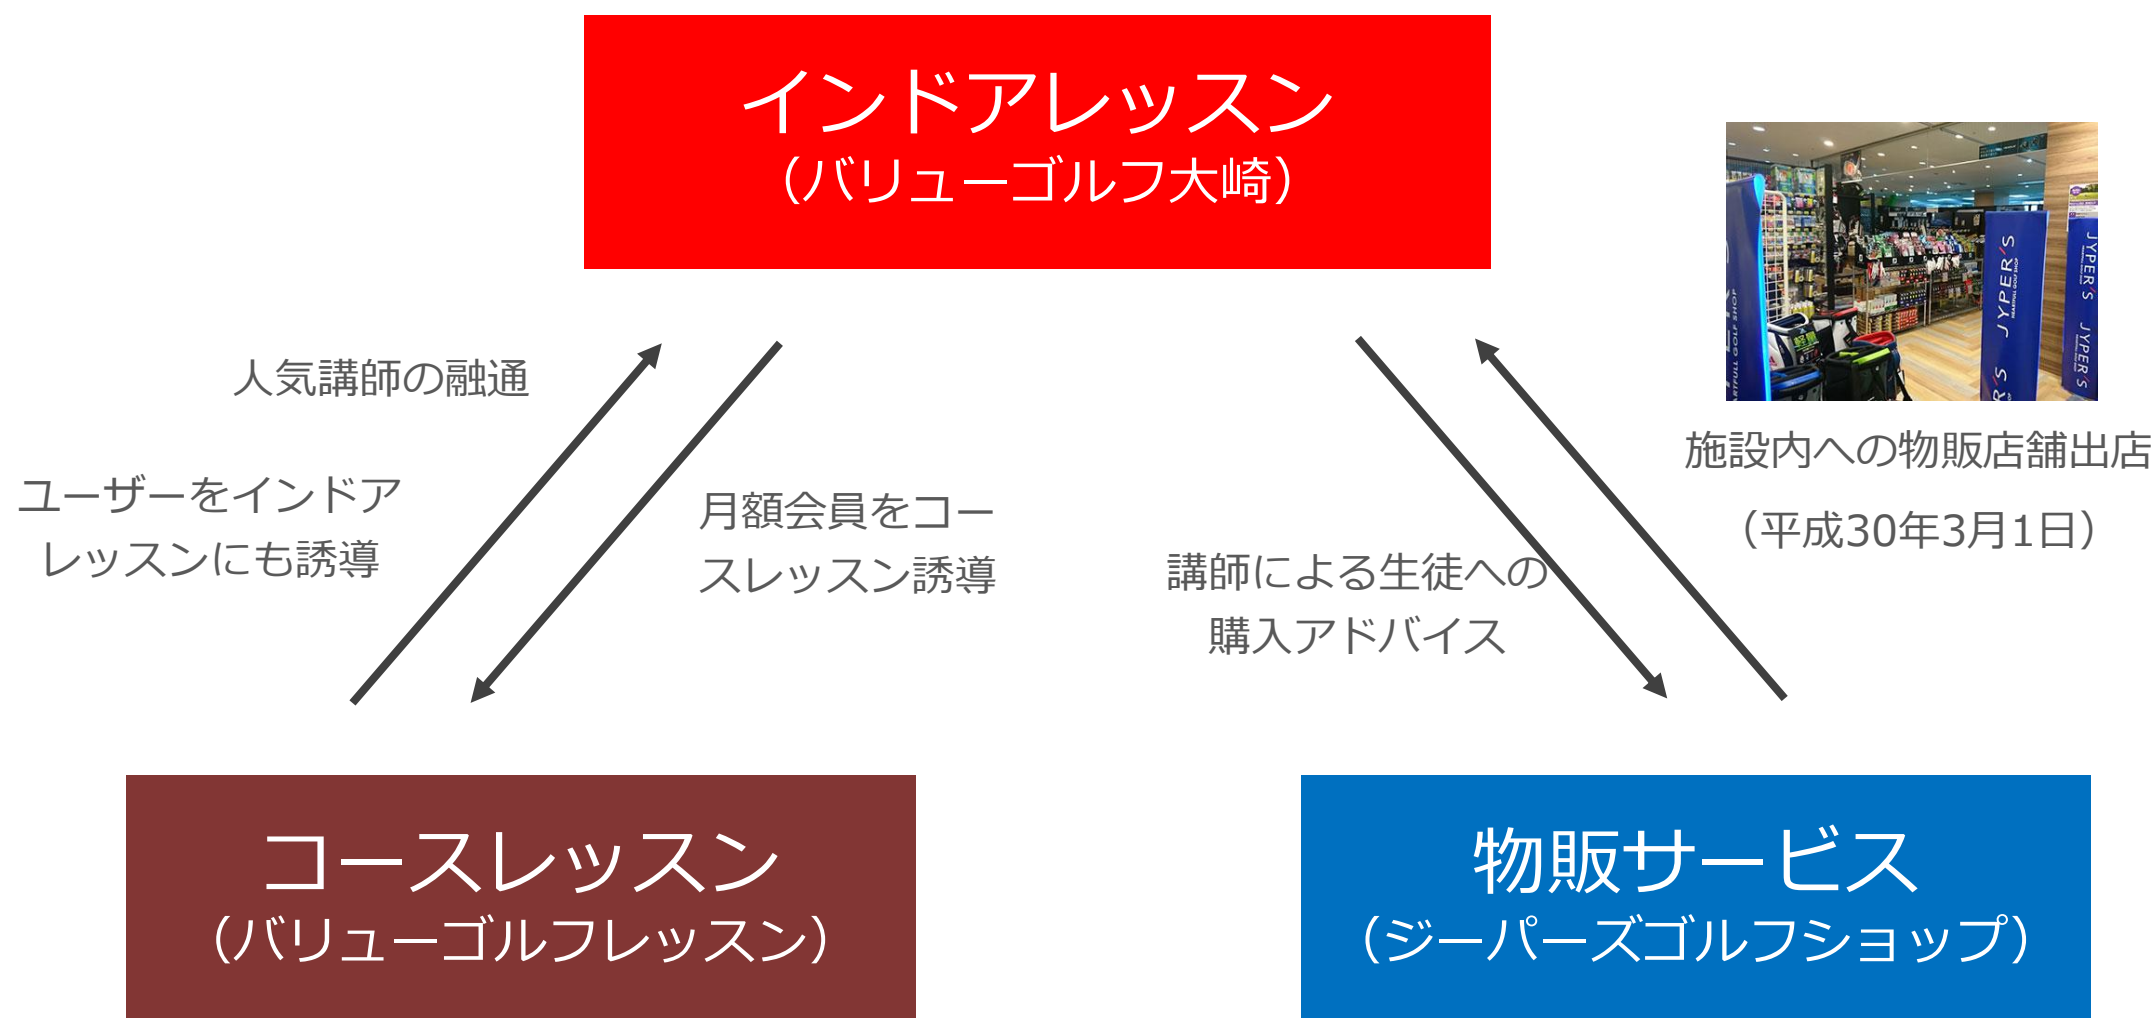 インドアレッスン
（バリューゴルフ大崎）
人気講師の融通
ユーザーをインドア
レッスンにも誘導
月額会員をコー
スレッスン誘導
講師による生徒への
購入アドバイス
JYPER'S
HEARTFULL GOLF SHOP
JYPER'S
JYPER'S
施設内への物販店舗出店
（平成30年3月1日）
コースレッスン
（バリューゴルフレッスン）
物販サービス
（ジーパーズゴルフショップ）